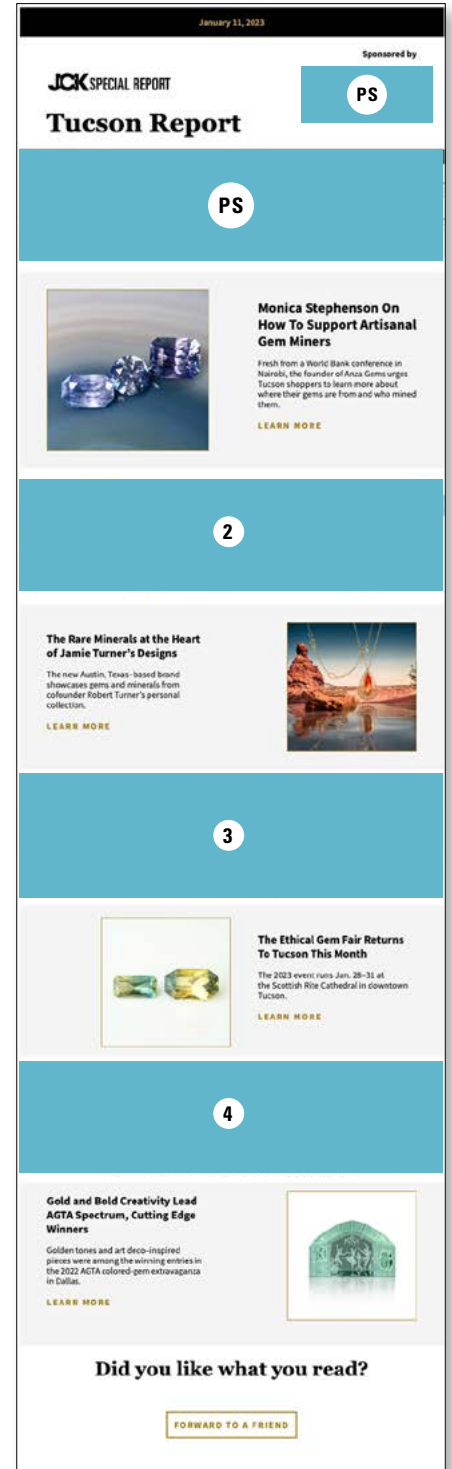 January 11, 2023
Sponsored by
JCK SPECIAL REPORT
PS
Tucson Report
PS
Monica Stephenson On
How To Support Artisanal
Gem Miners
Fresh from a World Bank conference in
Nairobi, the founder of Anza Gems urges
Tucson shoppers to learn more about
where their gems are from and who mined
them.
LEARN MORE
2
The Rare Minerals at the Heart
of Jamie Turner's Designs
The new Austin, Texas–based brand
showcases gems and minerals from
cofounder Robert Turner's personal
collection.
LEARN MORE
3
The Ethical Gem Fair Returns
To Tucson This Month
The 2023 event runs Jan. 28–31 at
the Scottish Rite Cathedral in downtown
Tucson.
LEARN MORE
4
Gold and Bold Creativity Lead
AGTA Spectrum, Cutting Edge
Winners
Golden tones and art deco–inspired
pieces were among the winning entries in
the 2022 AGTA colored-gem extravaganza
in Dallas.
LEARN MORE
Did you like what you read?
FORWARD TO A FRIEND